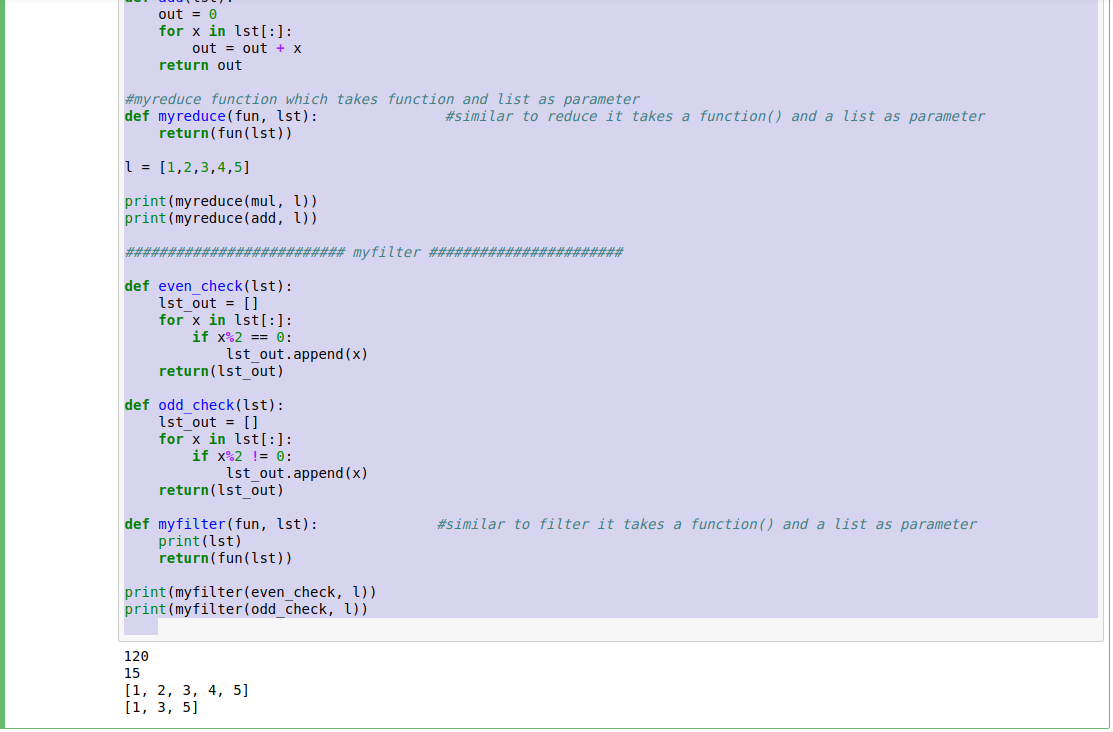 def add(lst):
    out = 0
    for x in lst[:]:
        out = out + x
    return out
#myreduce function which takes function and list as parameter
def myreduce(fun, lst):               #similar to reduce it takes a function() and a list as parameter
    return(fun(lst))
l = [1,2,3,4,5]
print(myreduce(mul, l))
print(myreduce(add, l))
########################## myfilter #######################
def even_check(lst):
    lst_out = []
    for x in lst[:]:
        if x%2 == 0:
            lst_out.append(x)
    return(lst_out)
def odd_check(lst):
    lst_out = []
    for x in lst[:]:
        if x%2 != 0:
            lst_out.append(x)
    return(lst_out)
def myfilter(fun, lst):              #similar to filter it takes a function() and a list as parameter
    print(lst)
    return(fun(lst))
print(myfilter(even_check, l))
print(myfilter(odd_check, l))
120
15
[1, 2, 3, 4, 5]
[1, 3, 5]